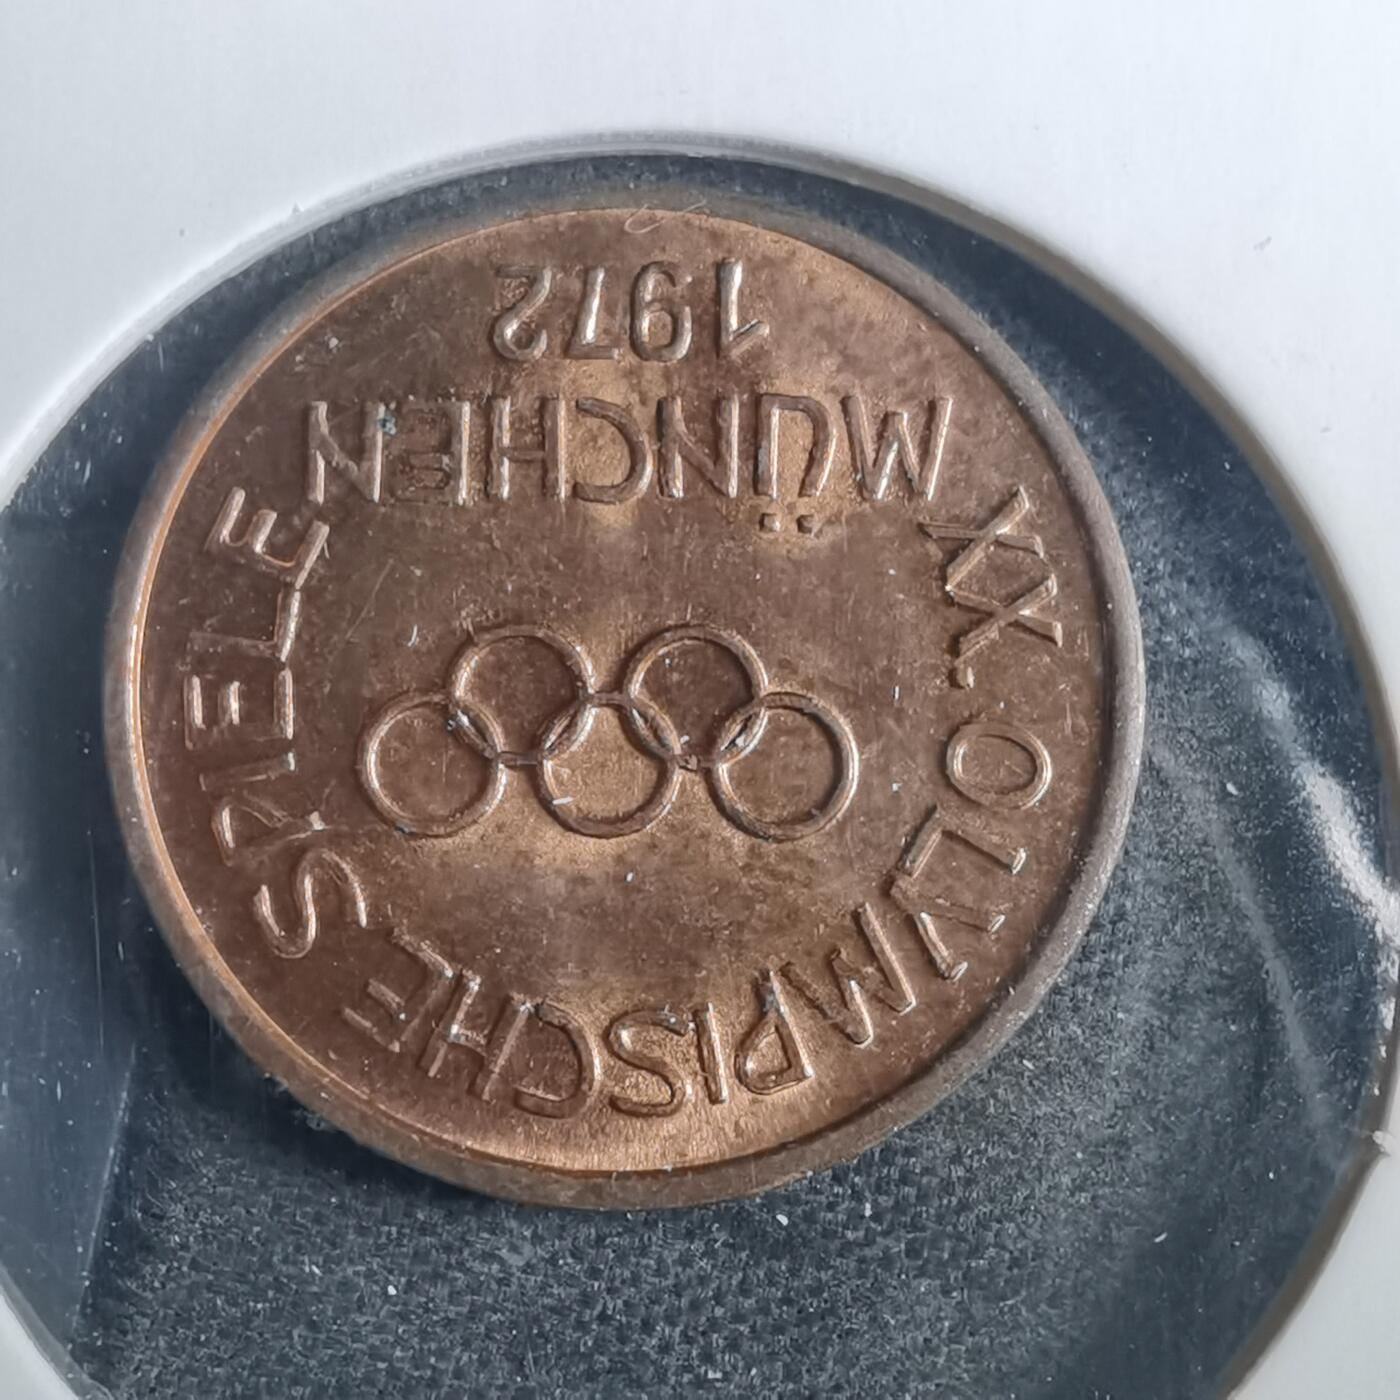 XX. OLYMPISCHE SPIELE
MÜNCHEN
1972